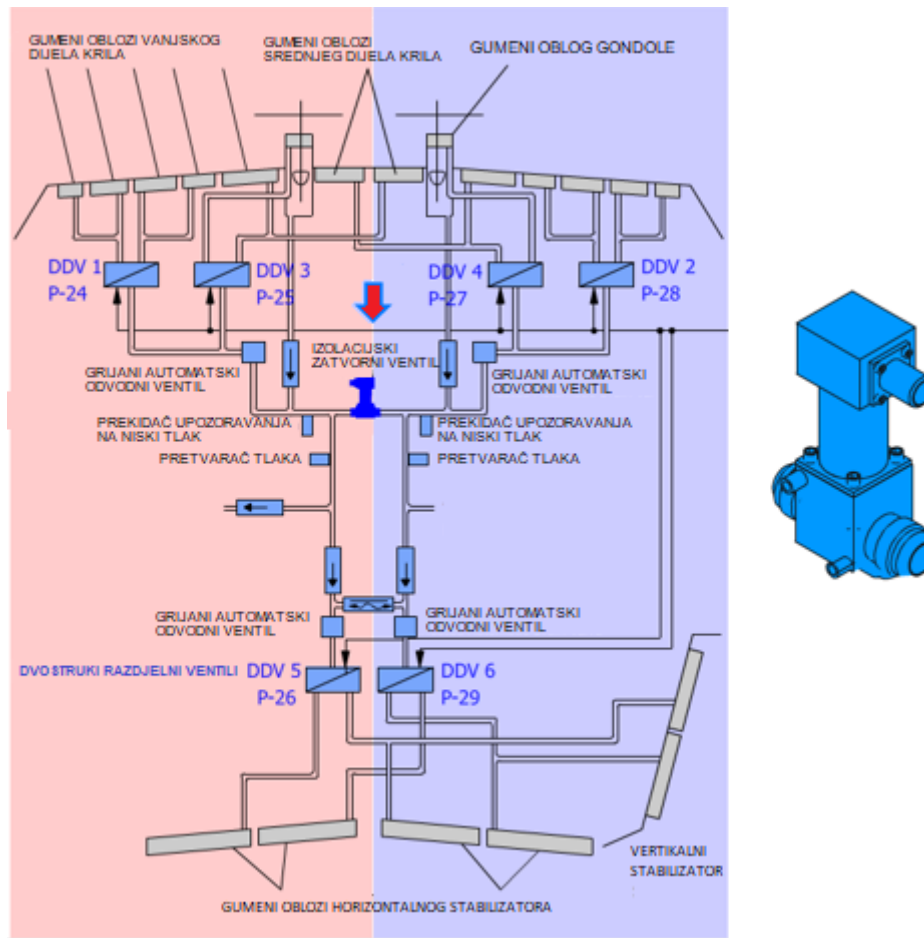 GUMENI OBLOZI VANJSKOG
DIJELA KRILA
GUMENI OBLOZI
SREDNJEG DIJELA KRILA
GUMENI OBLOG GONDOLE
DDV 1
P-24
DDV 3
P-25
DDV 4
P-27
DDV 2
P-28
IZOLACIJSKI
ZATVORNI VENTIL
GRIJANI AUTOMATSKI
ODVODNI VENTIL
GRIJANI AUTOMATSKI
ODVODNI VENTIL
PREKIDAČ UPOZORAVANJA
NA NISKI TLAK
PREKIDAČ UPOZORAVANJA
NA NISKI TLAK
PRETVARAČ TLAKA
PRETVARAČ TLAKA
GRIJANI AUTOMATSKI
ODVODNI VENTIL
GRIJANI AUTOMATSKI
ODVODNI VENTIL
DVOSTRUKI RAZDJELNI VENTILI
DDV 5
P-26
DDV 6
P-29
VERTIKALNI
STABILIZATOR
GUMENI OBLOZI HORIZONTALNOG STABILIZATORA